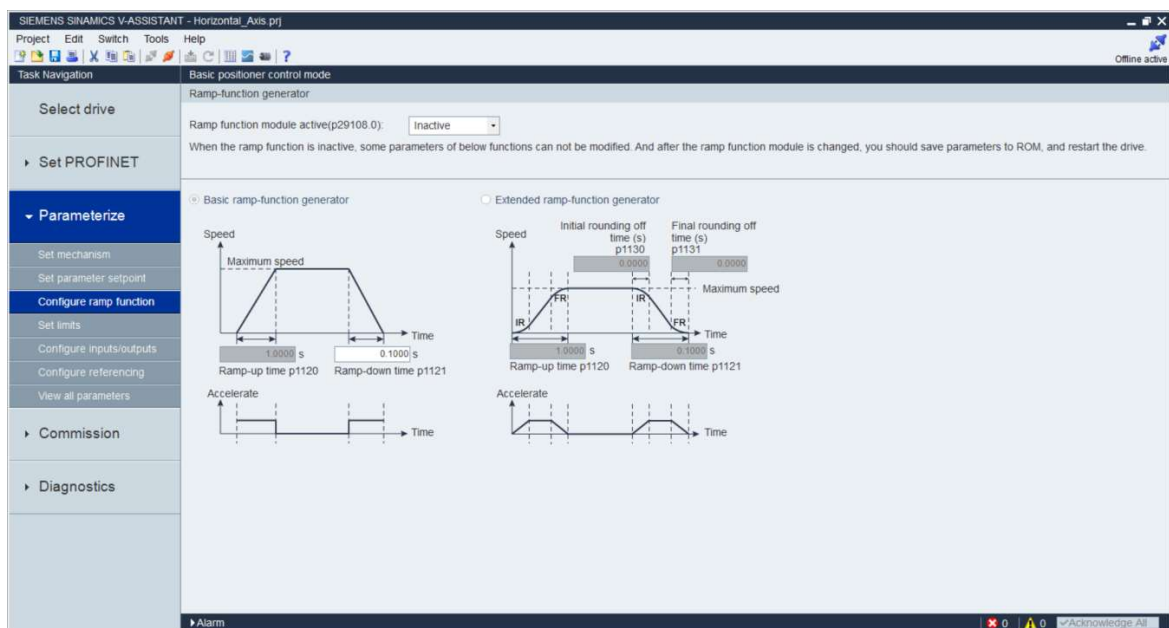 SIEMENS SINAMICS V-ASSISTANT - Horizontal_Axis.prj
Project Edit Switch Tools Help
Offline active
Task Navigation
Basic positioner control mode
Select drive
Set PROFINET
Parameterize
Set mechanism
Set parameter setpoint
Configure ramp function
Set limits
Configure inputs/outputs
Configure referencing
View all parameters
Commission
Diagnostics
Ramp-function generator
Ramp function module active(p29108.0): Inactive
When the ramp function is inactive, some parameters of below functions can not be modified. And after the ramp function module is changed, you should save parameters to ROM, and restart the drive.
Basic ramp-function generator
Speed
Maximum speed
Time
1.0000 s
0.1000 s
Ramp-up time p1120
Ramp-down time p1121
Accelerate
Time
Extended ramp-function generator
Initial rounding off
time (s)
p1130
0.0000
Final rounding off
time (s)
p1131
0.0000
Speed
Maximum speed
IR
FR
IR
FR
Time
1.0000 s
0.1000 s
Ramp-up time p1120
Ramp-down time p1121
Accelerate
Time
Alarm
0
0
Acknowledge All